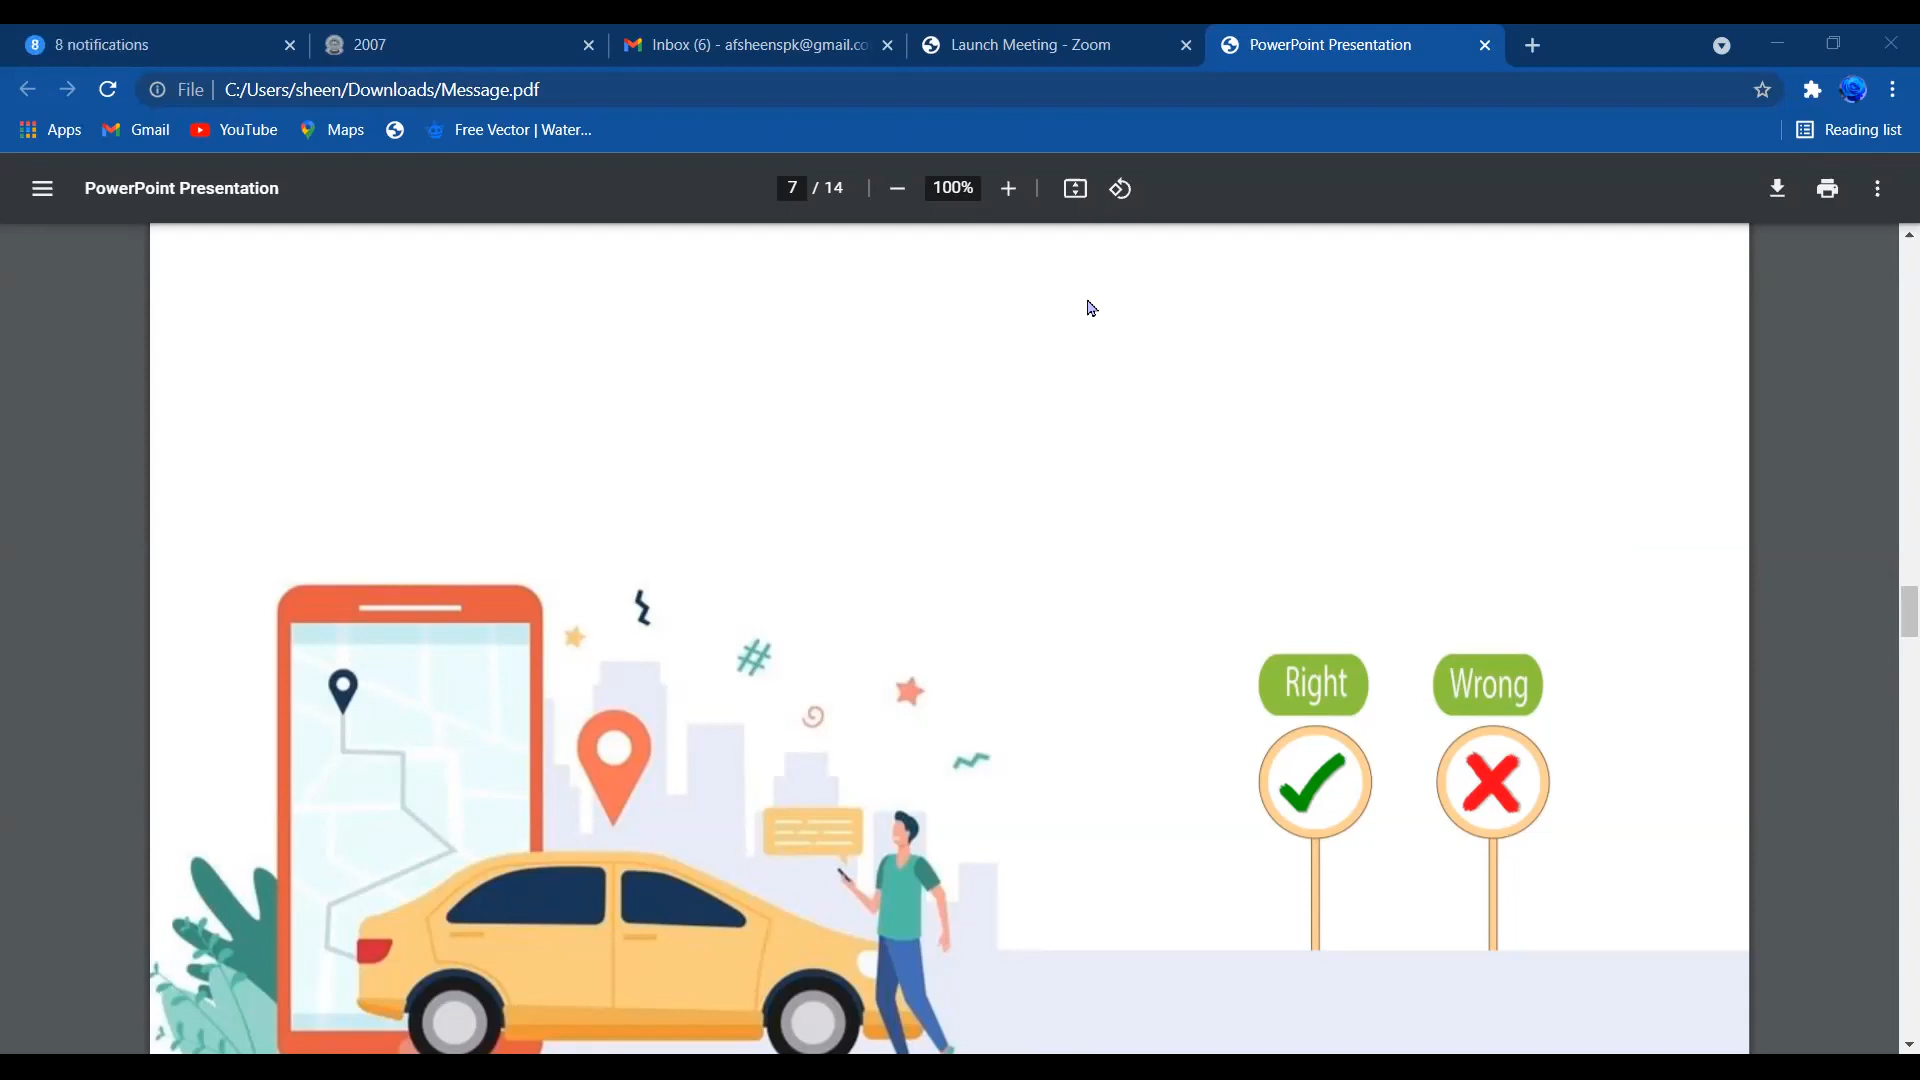 8 8 notifications
2007
Inbox (6) - afsheenspk@gmail.co
Launch Meeting - Zoom
PowerPoint Presentation
File C:/Users/sheen/Downloads/Message.pdf
Apps
Gmail
YouTube
Maps
Free Vector | Water...
Reading list
PowerPoint Presentation
7 / 14
100%
#
Right
Wrong